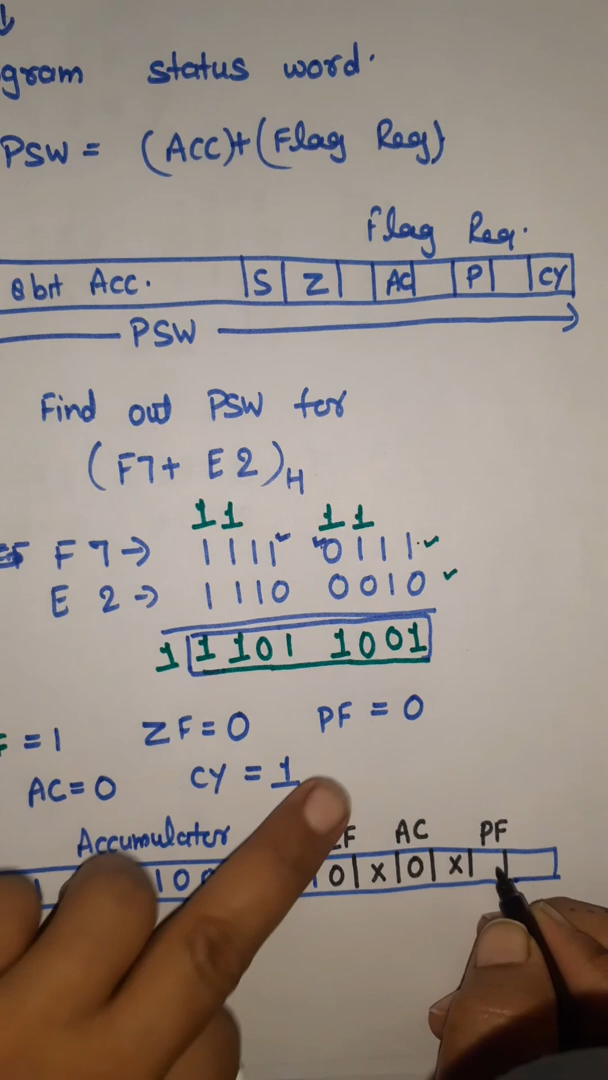 gram status word.
PSW = (ACC)+(Flag Reg)
Flag Reg.
8 bit Acc. S Z AC P CY
PSW
Find out PSW for
(F7+ E2)H
11 11
F7→ 1111 0111
E2→ 1110 0010
1 1101 1001
=1 ZF=0 PF = 0
AC=0 CY = 1
Accumulator F AC PF
10 0 X 0 X